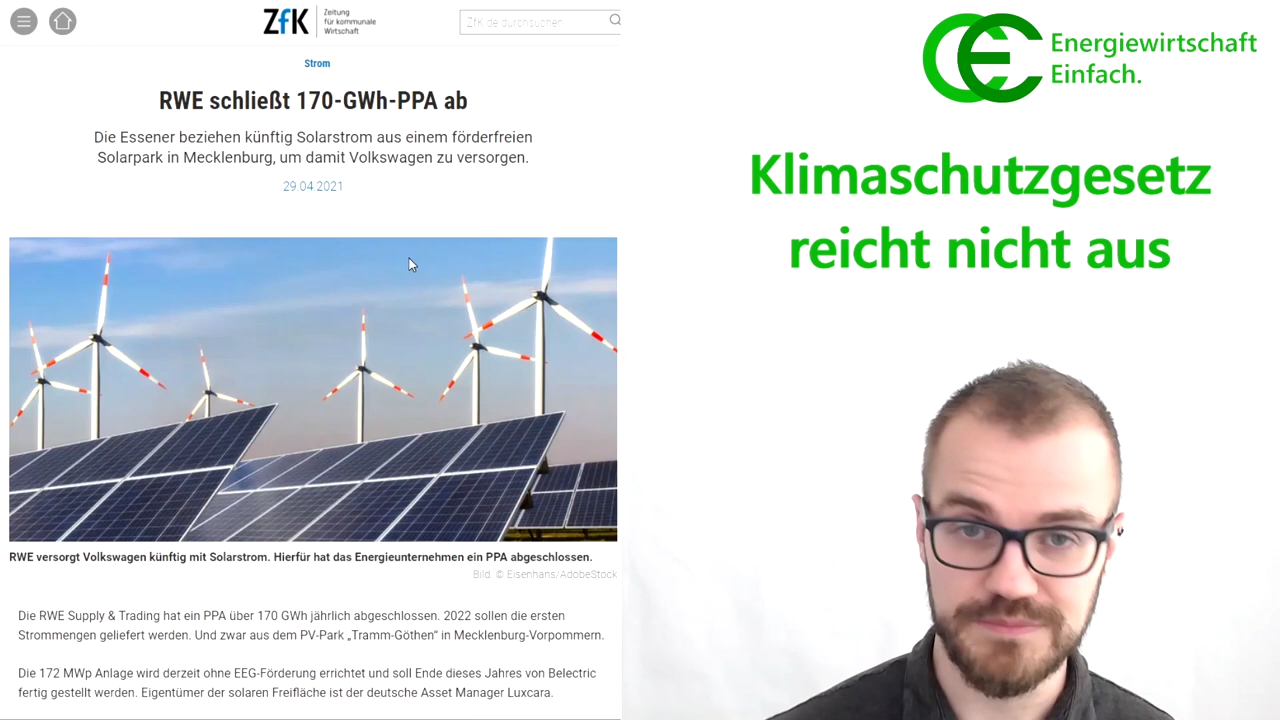 ZfK
Zeitung
für kommunale
Wirtschaft
ZfK.de durchsuchen
Strom
RWE schließt 170-GWh-PPA ab
Die Essener beziehen künftig Solarstrom aus einem förderfreien
Solarpark in Mecklenburg, um damit Volkswagen zu versorgen.
29.04.2021
RWE versorgt Volkswagen künftig mit Solarstrom. Hierfür hat das Energieunternehmen ein PPA abgeschlossen.
Bild: © Eisenhans/AdobeStock
Die RWE Supply & Trading hat ein PPA über 170 GWh jährlich abgeschlossen. 2022 sollen die ersten
Strommengen geliefert werden. Und zwar aus dem PV-Park „Tramm-Göthen“ in Mecklenburg-Vorpommern.
Die 172 MWp Anlage wird derzeit ohne EEG-Förderung errichtet und soll Ende dieses Jahres von Belectric
fertig gestellt werden. Eigentümer der solaren Freifläche ist der deutsche Asset Manager Luxcara.
Energiewirtschaft
Einfach.
Klimaschutzgesetz
reicht nicht aus